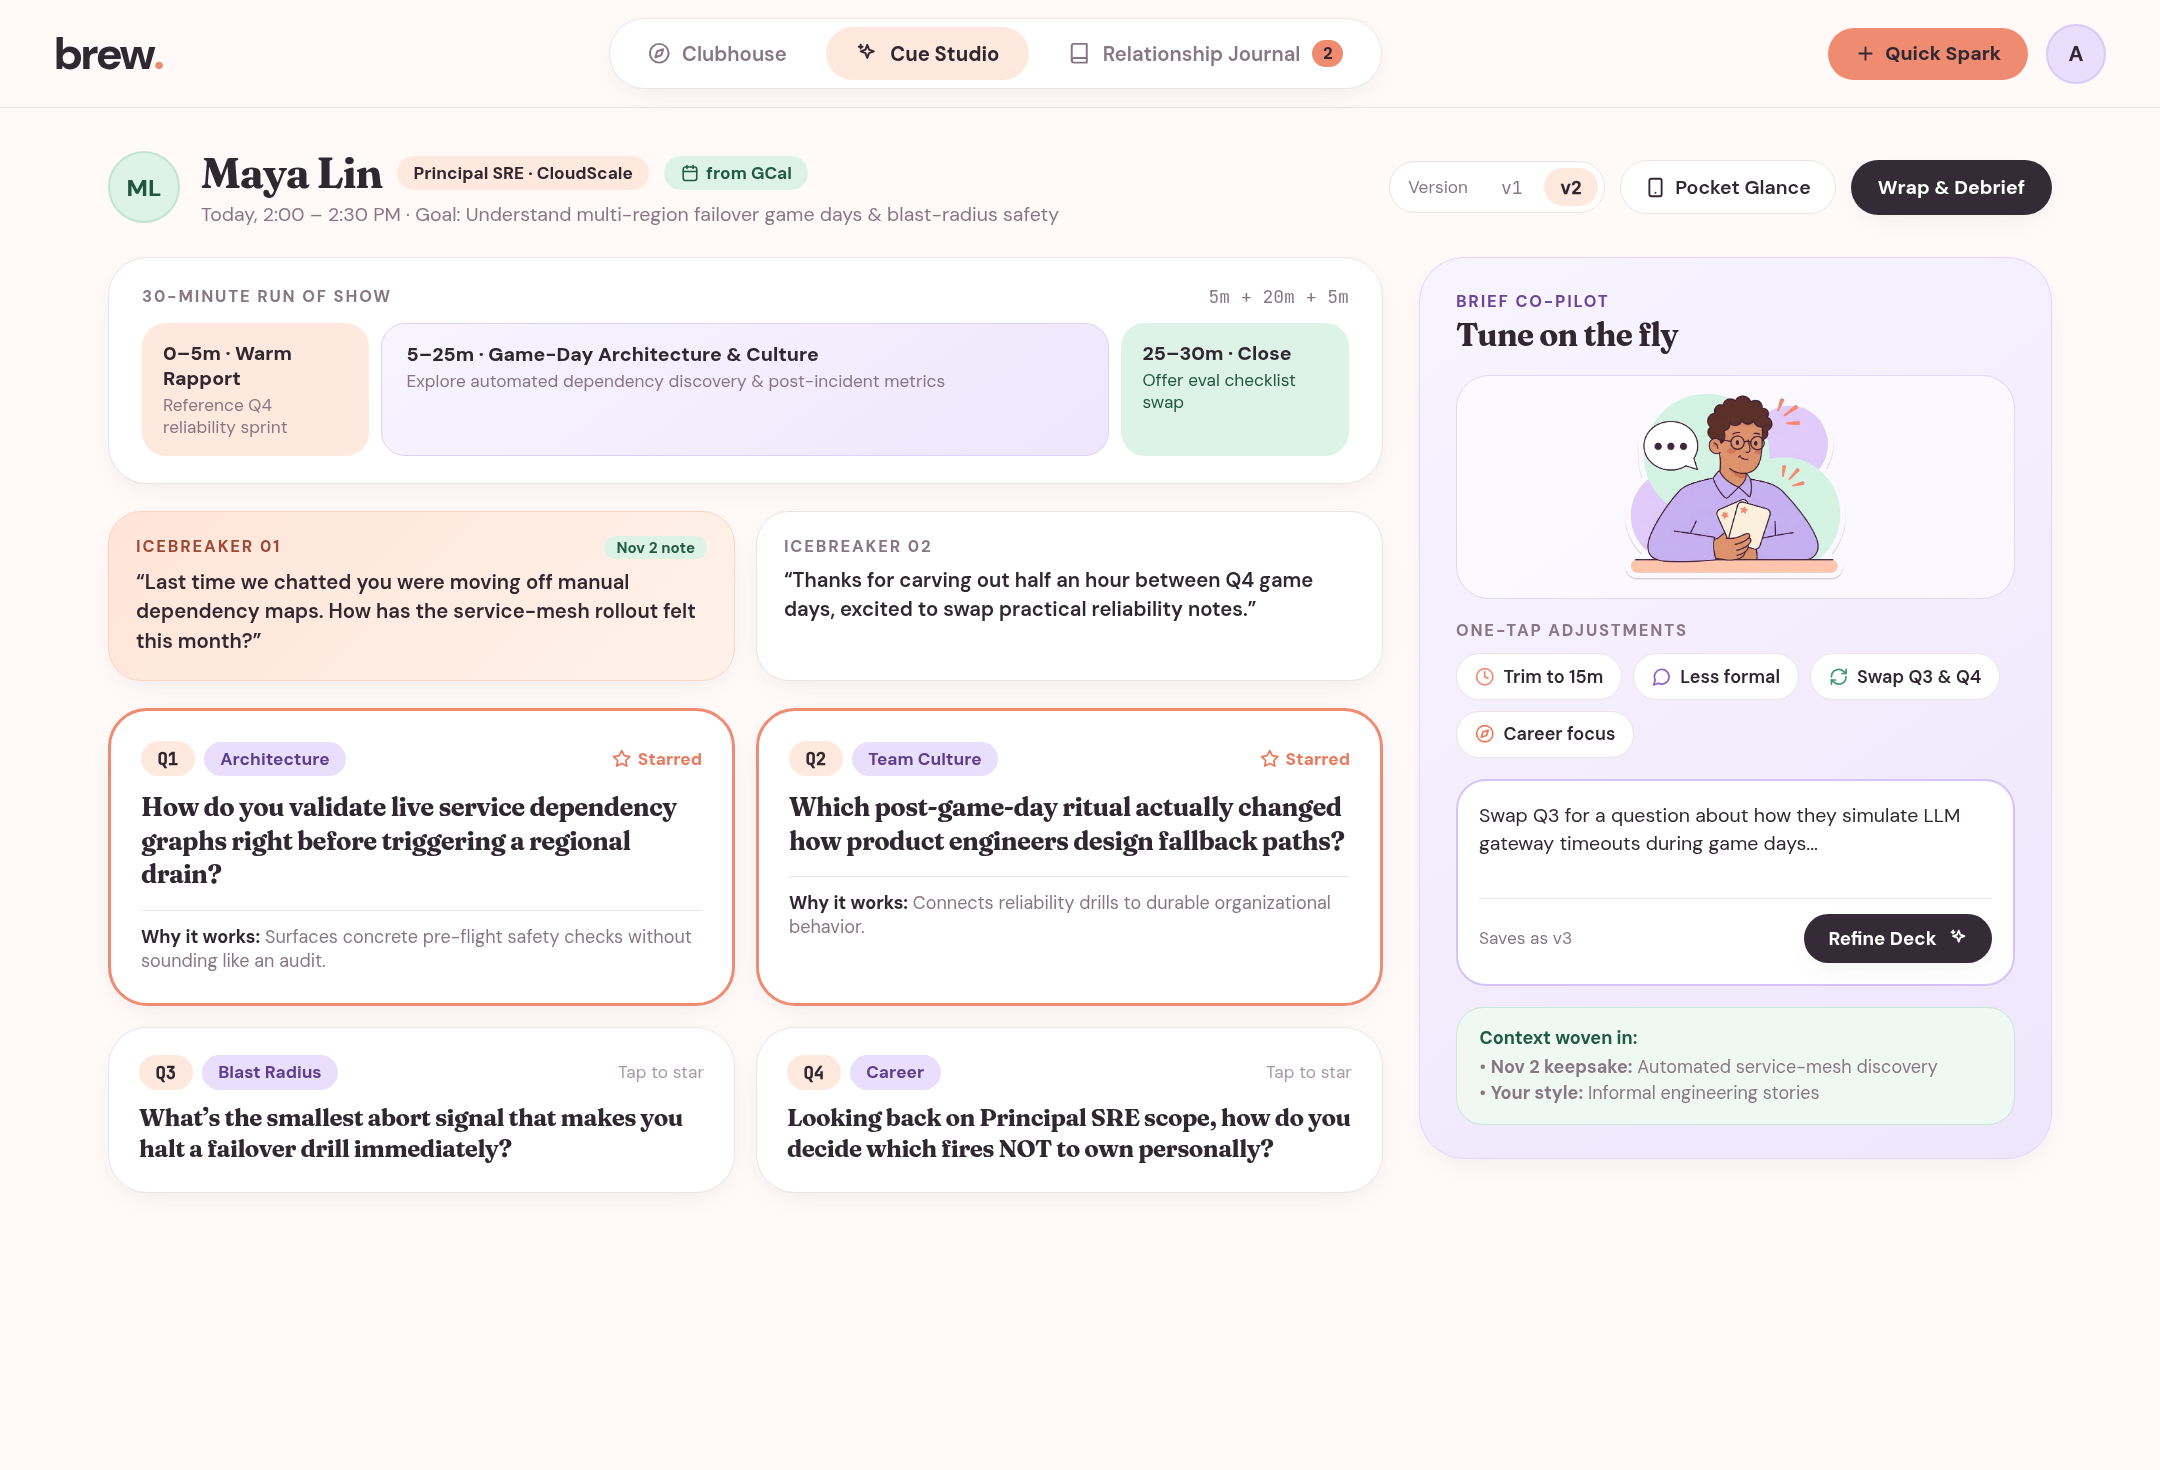 brew.
Clubhouse
Cue Studio
Relationship Journal 2
Quick Spark
A
ML
Maya Lin
Principal SRE · CloudScale
from GCal
Today, 2:00 – 2:30 PM · Goal: Understand multi-region failover game days & blast-radius safety
Version v1 v2
Pocket Glance
Wrap & Debrief
30-MINUTE RUN OF SHOW
5m + 20m + 5m
0–5m · Warm
Rapport
Reference Q4
reliability sprint
5–25m · Game-Day Architecture & Culture
Explore automated dependency discovery & post-incident metrics
25–30m · Close
Offer eval checklist
swap
ICEBREAKER 01
Nov 2 note
“Last time we chatted you were moving off manual
dependency maps. How has the service-mesh rollout felt
this month?”
ICEBREAKER 02
“Thanks for carving out half an hour between Q4 game
days, excited to swap practical reliability notes.”
Q1 Architecture
Starred
How do you validate live service dependency
graphs right before triggering a regional
drain?
Why it works: Surfaces concrete pre-flight safety checks without
sounding like an audit.
Q2 Team Culture
Starred
Which post-game-day ritual actually changed
how product engineers design fallback paths?
Why it works: Connects reliability drills to durable organizational
behavior.
Q3 Blast Radius
Tap to star
What’s the smallest abort signal that makes you
halt a failover drill immediately?
Q4 Career
Tap to star
Looking back on Principal SRE scope, how do you
decide which fires NOT to own personally?
BRIEF CO-PILOT
Tune on the fly
ONE-TAP ADJUSTMENTS
Trim to 15m
Less formal
Swap Q3 & Q4
Career focus
Swap Q3 for a question about how they simulate LLM
gateway timeouts during game days...
Saves as v3
Refine Deck
Context woven in:
• Nov 2 keepsake: Automated service-mesh discovery
• Your style: Informal engineering stories